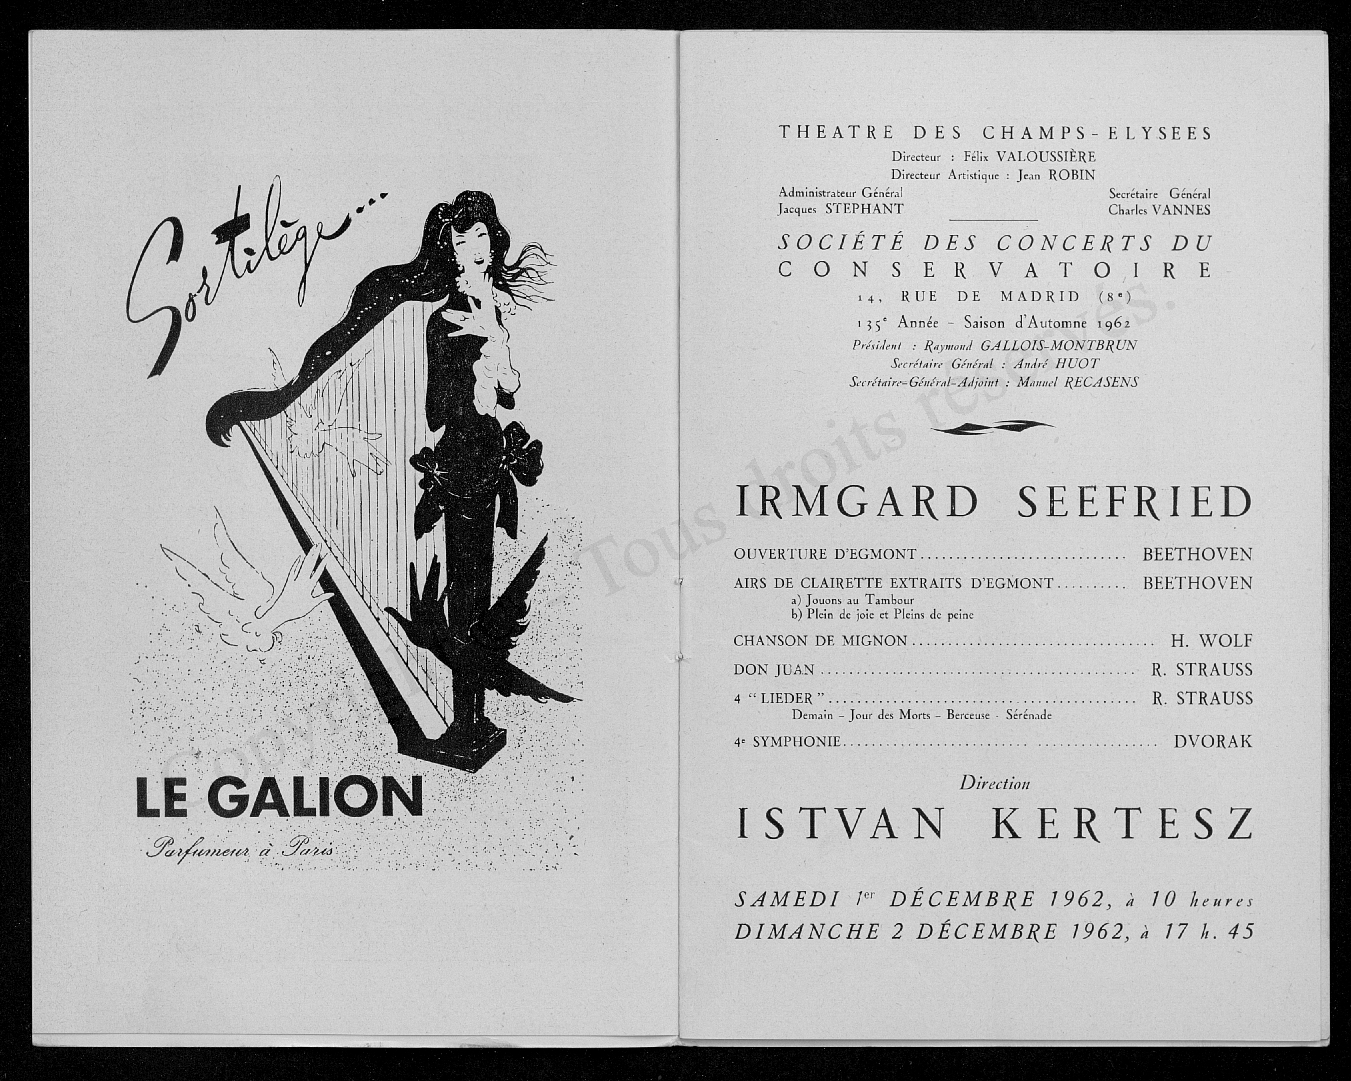 Sortilège...
LE GALION
Parfumeur à Paris
THEATRE DES CHAMPS-ELYSEES
Directeur : Félix VALOUSSIÈRE
Directeur Artistique : Jean ROBIN
Administrateur Général Secrétaire Général
Jacques STEPHANT Charles VANNES
SOCIÉTÉ DES CONCERTS DU
CONSERVATOIRE
14, RUE DE MADRID (8e)
135e Année - Saison d'Automne 1962
Président : Raymond GALLOIS-MONTBRUN
Secrétaire Général : André HUOT
Secrétaire-Général-Adjoint : Manuel RECASENS
IRMGARD SEEFRIED
OUVERTURE D'EGMONT............................ BEETHOVEN
AIRS DE CLAIRETTE EXTRAITS D'EGMONT.......... BEETHOVEN
a) Jouons au Tambour
b) Plein de joie et Pleins de peine
CHANSON DE MIGNON.................................. H. WOLF
DON JUAN............................................ R. STRAUSS
4 “ LIEDER ”........................................... R. STRAUSS
Demain - Jour des Morts - Berceuse - Sérénade
4e SYMPHONIE........................................... DVORAK
Direction
ISTVAN KERTESZ
SAMEDI 1er DÉCEMBRE 1962, à 10 heures
DIMANCHE 2 DÉCEMBRE 1962, à 17 h. 45
Tous droits réservés.